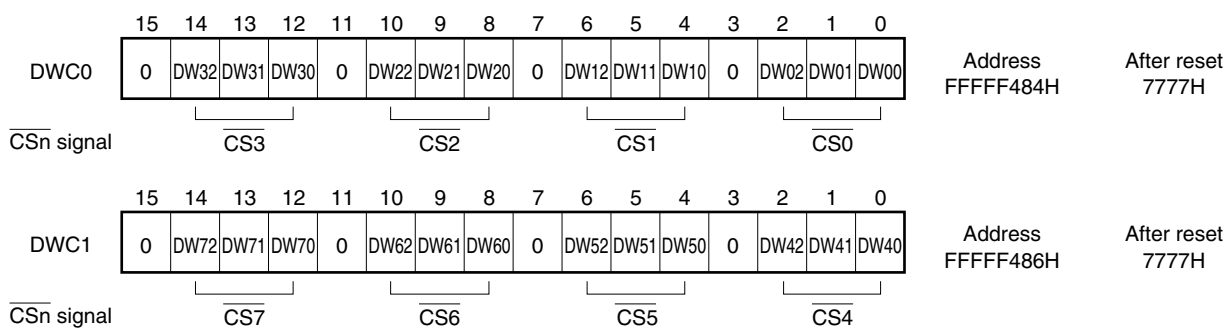 15 14 13 12 11 10 9 8 7 6 5 4 3 2 1 0
DWC0 0 DW32 DW31 DW30 0 DW22 DW21 DW20 0 DW12 DW11 DW10 0 DW02 DW01 DW00 Address FFFFF484H After reset 7777H
CSn signal CS3 CS2 CS1 CS0
15 14 13 12 11 10 9 8 7 6 5 4 3 2 1 0
DWC1 0 DW72 DW71 DW70 0 DW62 DW61 DW60 0 DW52 DW51 DW50 0 DW42 DW41 DW40 Address FFFFF486H After reset 7777H
CSn signal CS7 CS6 CS5 CS4